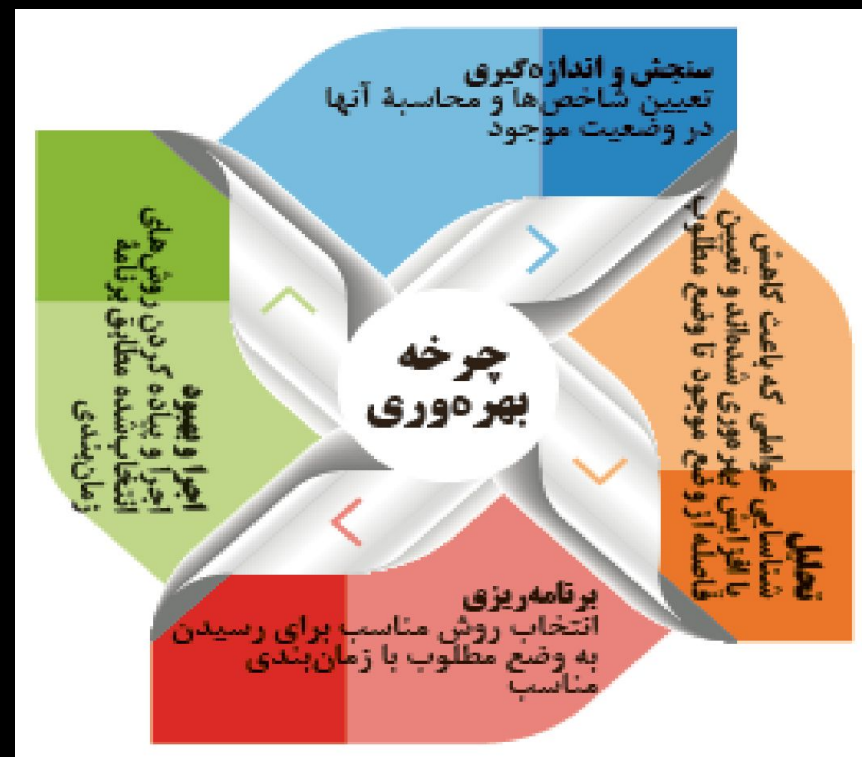 چرخه
بهره‌وری
سنجش و اندازه‌گیری
تعیین شاخص‌ها و محاسبهٔ آنها
در وضعیت موجود
تحلیل
شناسایی عواملی که باعث کاهش
یا افزایش بهره‌وری شده‌اند و تعیین
فاصله از وضع موجود تا وضع مطلوب
برنامه‌ریزی
انتخاب روش مناسب برای رسیدن
به وضع مطلوب با زمان‌بندی
مناسب
اجرا و بهبود
اجرا و پیاده کردن روش‌های
انتخاب‌شده مطابق برنامهٔ
زمان‌بندی